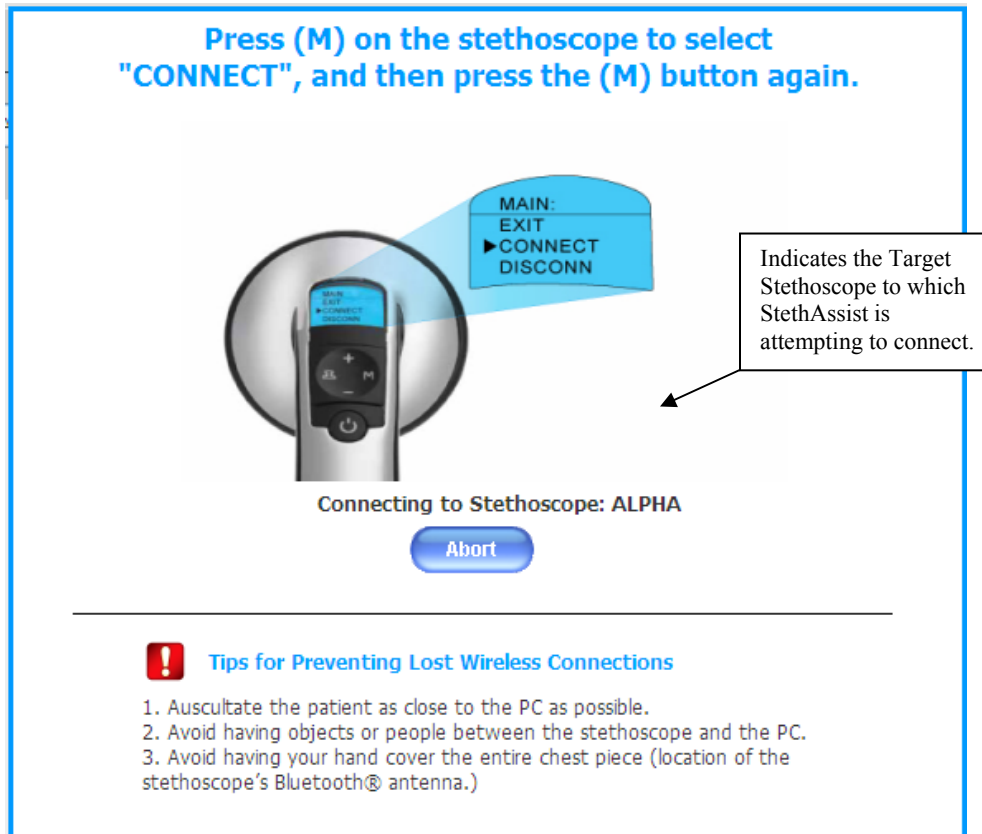 Press (M) on the stethoscope to select
"CONNECT", and then press the (M) button again.
MAIN:
EXIT
▶CONNECT
DISCONN
Indicates the Target
Stethoscope to which
StethAssist is
attempting to connect.
MAIN:
EXIT
▶CONNECT
DISCONN
+
M
−
Connecting to Stethoscope: ALPHA
Abort
! Tips for Preventing Lost Wireless Connections
1. Auscultate the patient as close to the PC as possible.
2. Avoid having objects or people between the stethoscope and the PC.
3. Avoid having your hand cover the entire chest piece (location of the
stethoscope's Bluetooth® antenna.)